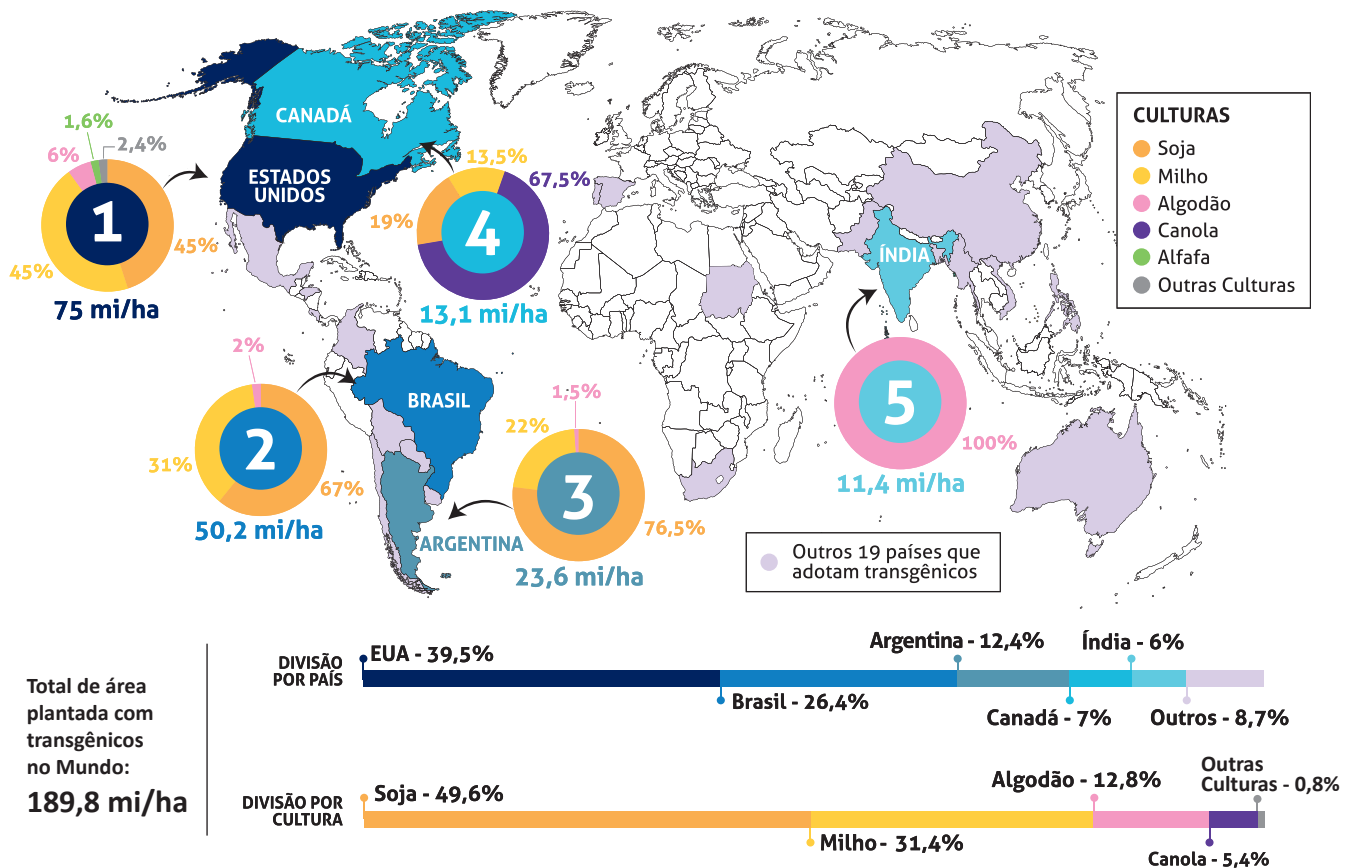 CANADÁ
ESTADOS
UNIDOS
1,6%
2,4%
6%
1
45%
45%
75 mi/ha
13,5%
67,5%
19%
4
13,1 mi/ha
CULTURAS
Soja
Milho
Algodão
Canola
Alfafa
Outras Culturas
ÍNDIA
2%
BRASIL
2
31%
67%
50,2 mi/ha
1,5%
22%
3
76,5%
ARGENTINA
23,6 mi/ha
5
100%
11,4 mi/ha
Outros 19 países que
adotam transgênicos
Total de área
plantada com
transgênicos
no Mundo:
189,8 mi/ha
DIVISÃO
POR PAÍS
EUA - 39,5%
Brasil - 26,4%
Argentina - 12,4%
Canadá - 7%
Índia - 6%
Outros - 8,7%
DIVISÃO POR
CULTURA
Soja - 49,6%
Milho - 31,4%
Algodão - 12,8%
Canola - 5,4%
Outras
Culturas - 0,8%